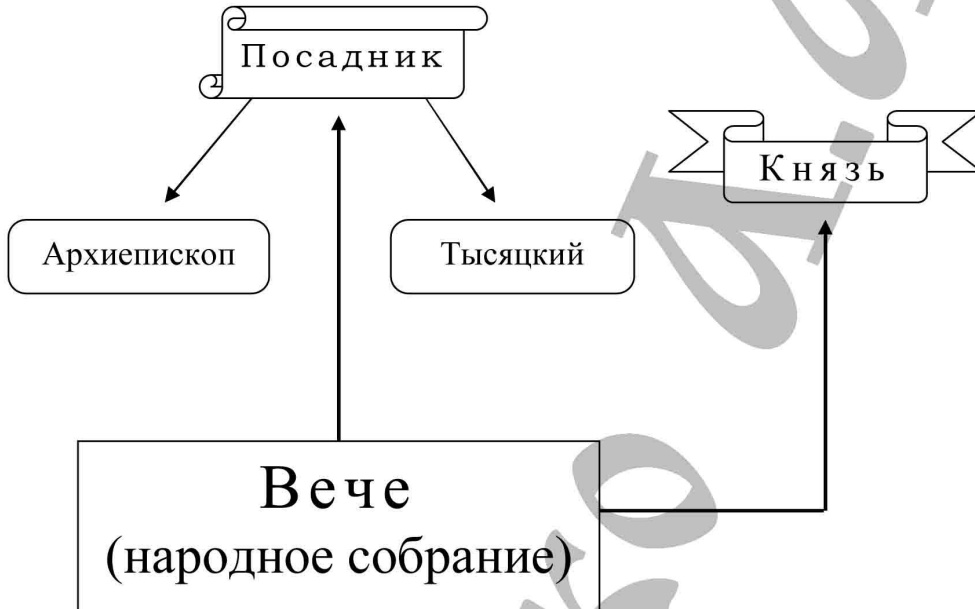 Посадник
Князь
Архиепископ
Тысяцкий
Вече
(народное собрание)